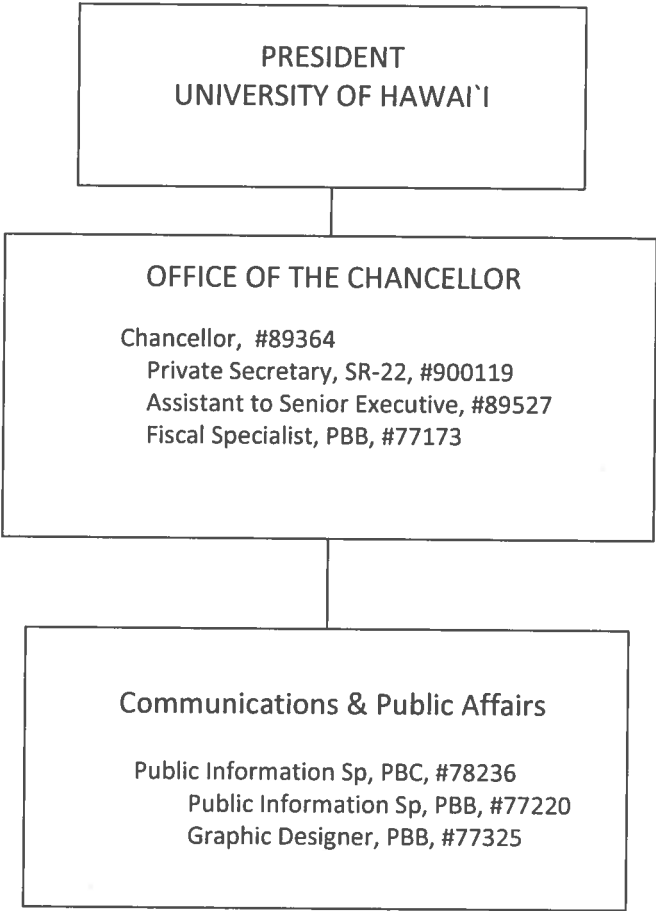 PRESIDENT
UNIVERSITY OF HAWAI`I
OFFICE OF THE CHANCELLOR
Chancellor, #89364
Private Secretary, SR-22, #900119
Assistant to Senior Executive, #89527
Fiscal Specialist, PBB, #77173
Communications & Public Affairs
Public Information Sp, PBC, #78236
Public Information Sp, PBB, #77220
Graphic Designer, PBB, #77325